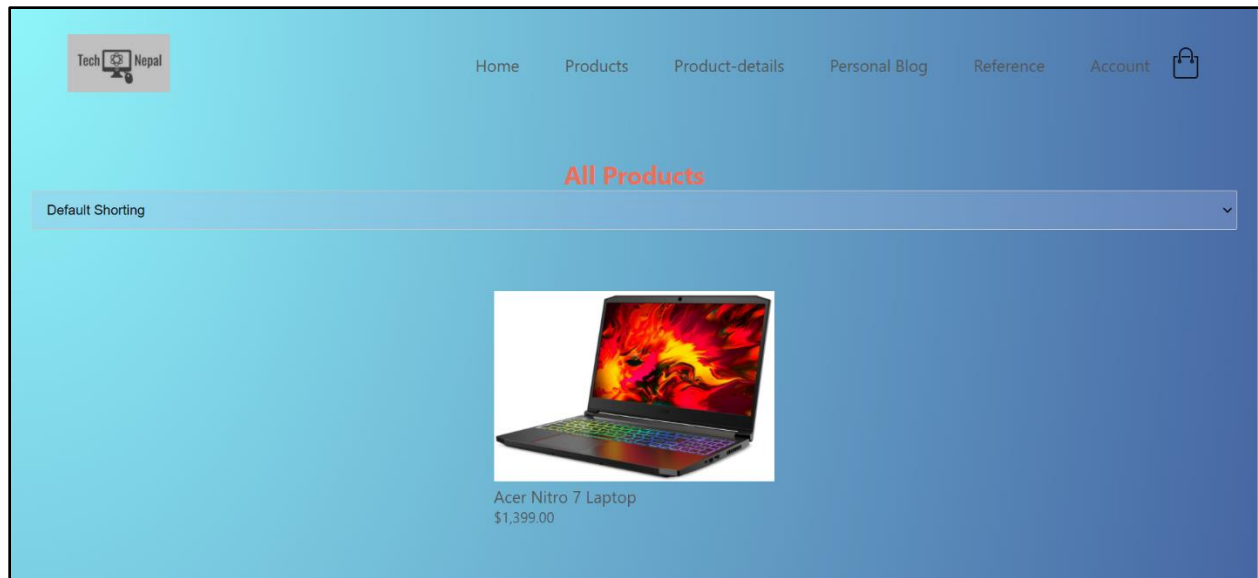 Tech Nepal
Home Products Product-details Personal Blog Reference Account
All Products
Default Shorting
Acer Nitro 7 Laptop
$1,399.00